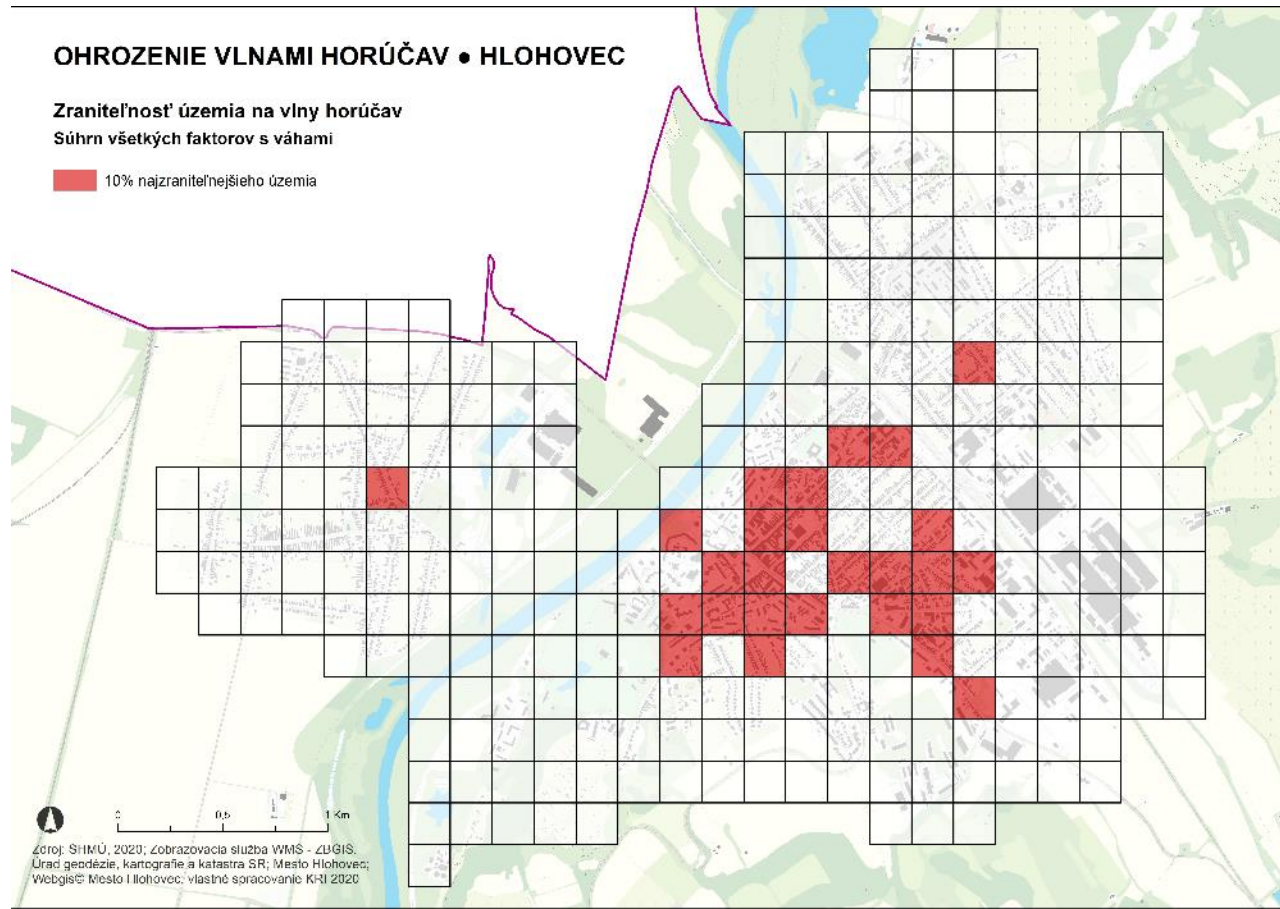 OHROZENIE VLNAMI HORÚČAV ● HLOHOVEC
Zraniteľnosť územia na vlny horúčav
Súhrn všetkých faktorov s váhami
10% najzraniteľnejšieho územia
0 0,5 1 Km
Zdroj: SHMÚ, 2020; Zobrazovacia služba WMS - ZBGIS.
Úrad geodézie, kartografie a katastra SR; Mesto Hlohovec;
Webgis© Mesto Hlohovec; vlastné spracovanie KRI 2020